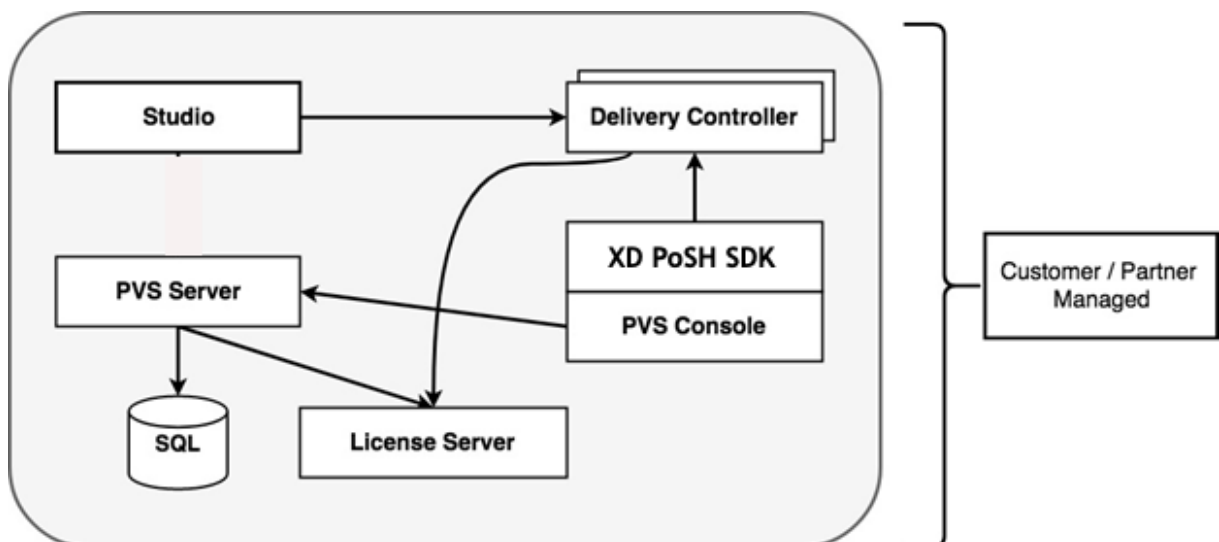 Studio
Delivery Controller
XD PoSH SDK
PVS Server
PVS Console
Customer / Partner
Managed
SQL
License Server